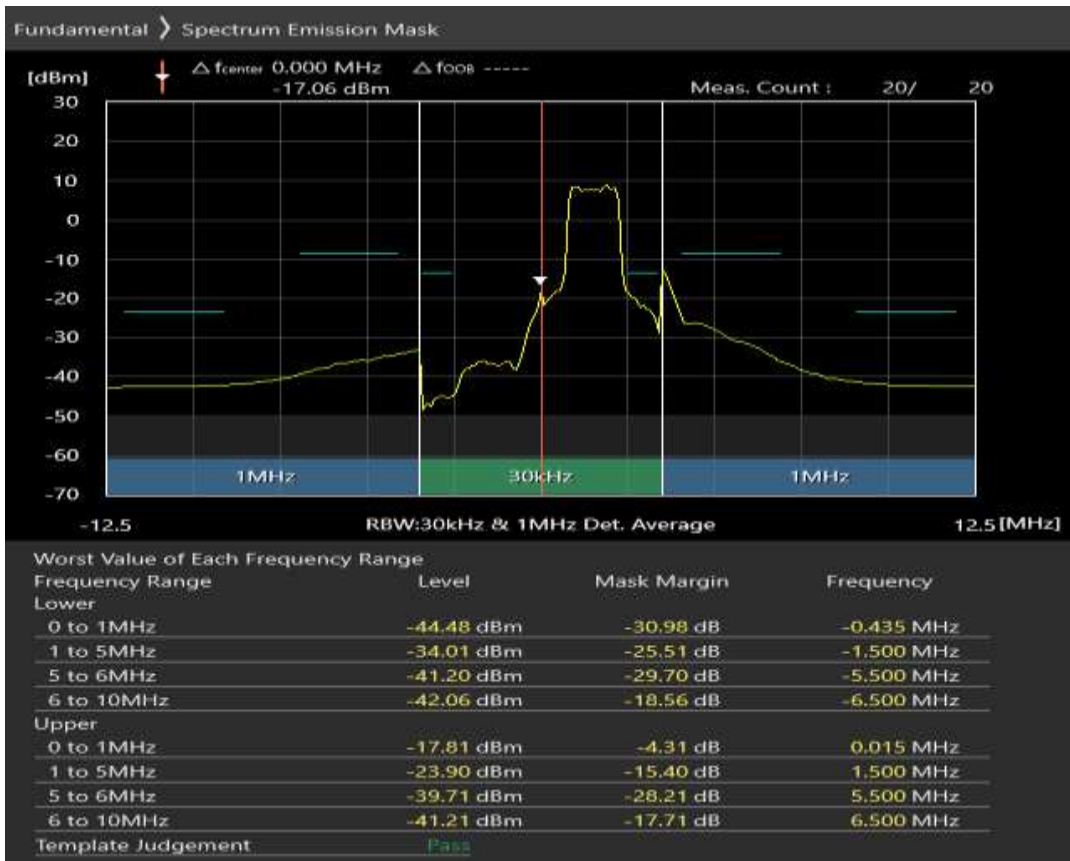 Fundamental ❭ Spectrum Emission Mask
△ fcenter 0.000 MHz △ fOOB -----
[dBm] -17.06 dBm Meas. Count : 20/ 20
30
20
10
0
-10
-20
-30
-40
-50
-60
-70
1MHz 30kHz 1MHz
-12.5 RBW:30kHz & 1MHz Det. Average 12.5 [MHz]
Worst Value of Each Frequency Range
Frequency Range Level Mask Margin Frequency
Lower
0 to 1MHz -44.48 dBm -30.98 dB -0.435 MHz
1 to 5MHz -34.01 dBm -25.51 dB -1.500 MHz
5 to 6MHz -41.20 dBm -29.70 dB -5.500 MHz
6 to 10MHz -42.06 dBm -18.56 dB -6.500 MHz
Upper
0 to 1MHz -17.81 dBm -4.31 dB 0.015 MHz
1 to 5MHz -23.90 dBm -15.40 dB 1.500 MHz
5 to 6MHz -39.71 dBm -28.21 dB 5.500 MHz
6 to 10MHz -41.21 dBm -17.71 dB 6.500 MHz
Template Judgement Pass